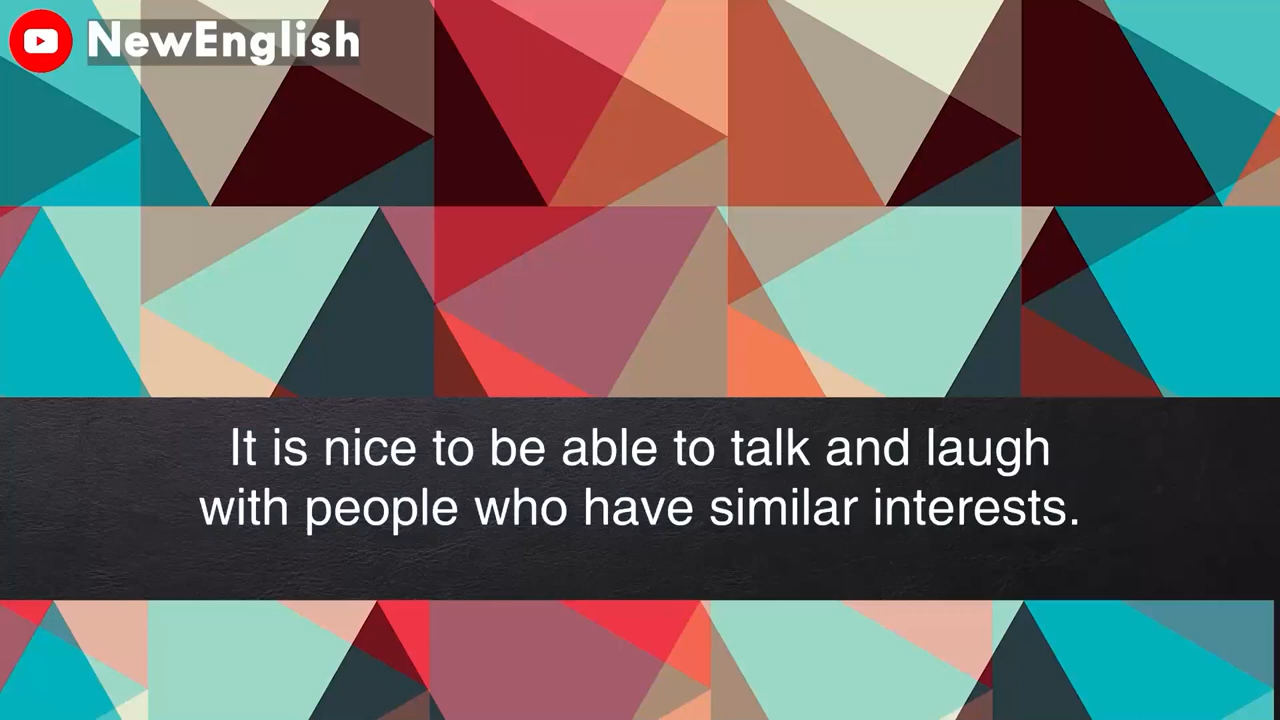 NewEnglish
It is nice to be able to talk and laugh
with people who have similar interests.